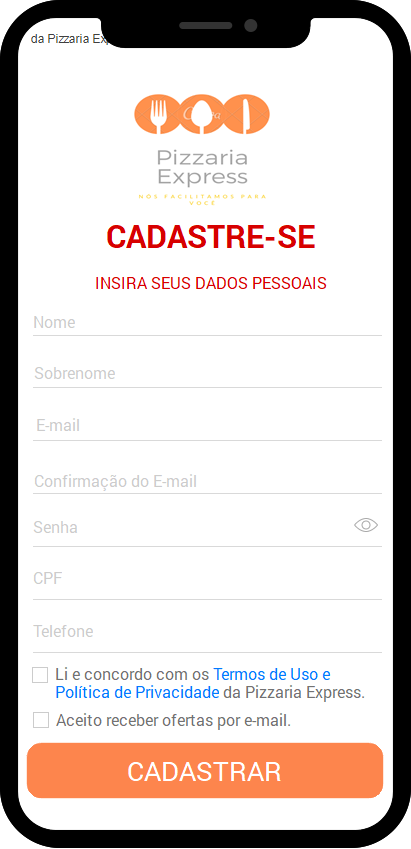 da Pizzaria Ex
Pizzaria
Express
NÓS FACILITAMOS PARA
VOCÊ
CADASTRE-SE
INSIRA SEUS DADOS PESSOAIS
Nome
Sobrenome
E-mail
Confirmação do E-mail
Senha
CPF
Telefone
Li e concordo com os Termos de Uso e
Política de Privacidade da Pizzaria Express.
Aceito receber ofertas por e-mail.
CADASTRAR